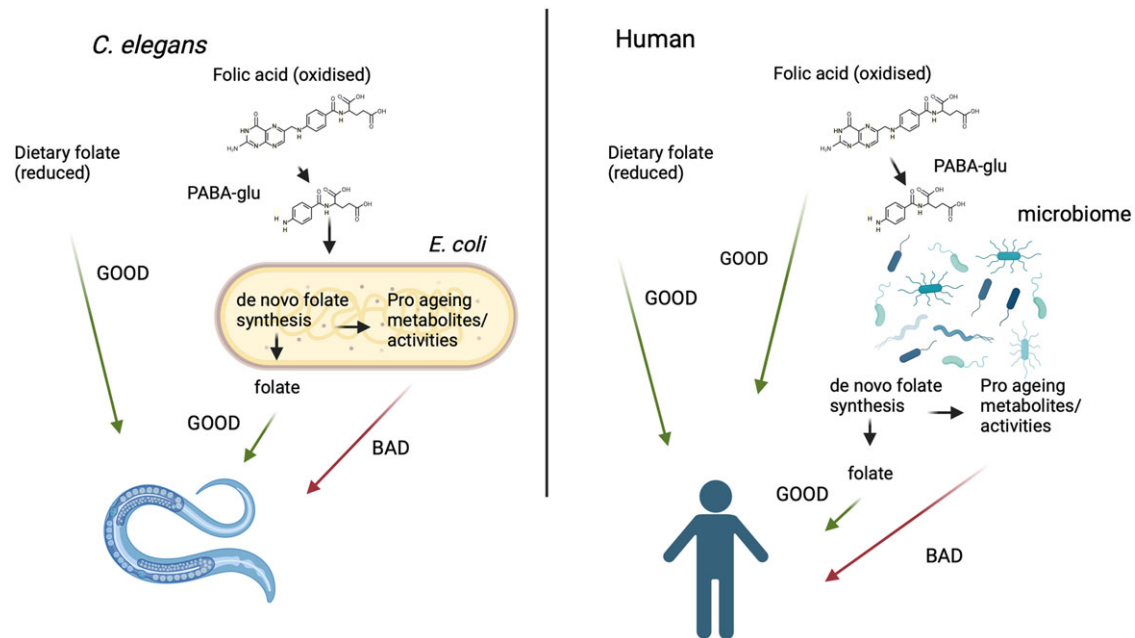 C. elegans
Folic acid (oxidised)
Dietary folate
(reduced)
PABA-glu
E. coli
GOOD
de novo folate
synthesis
Pro ageing
metabolites/
activities
folate
GOOD
BAD
Human
Folic acid (oxidised)
Dietary folate
(reduced)
PABA-glu
microbiome
GOOD
GOOD
de novo folate
synthesis
Pro ageing
metabolites/
activities
folate
GOOD
BAD